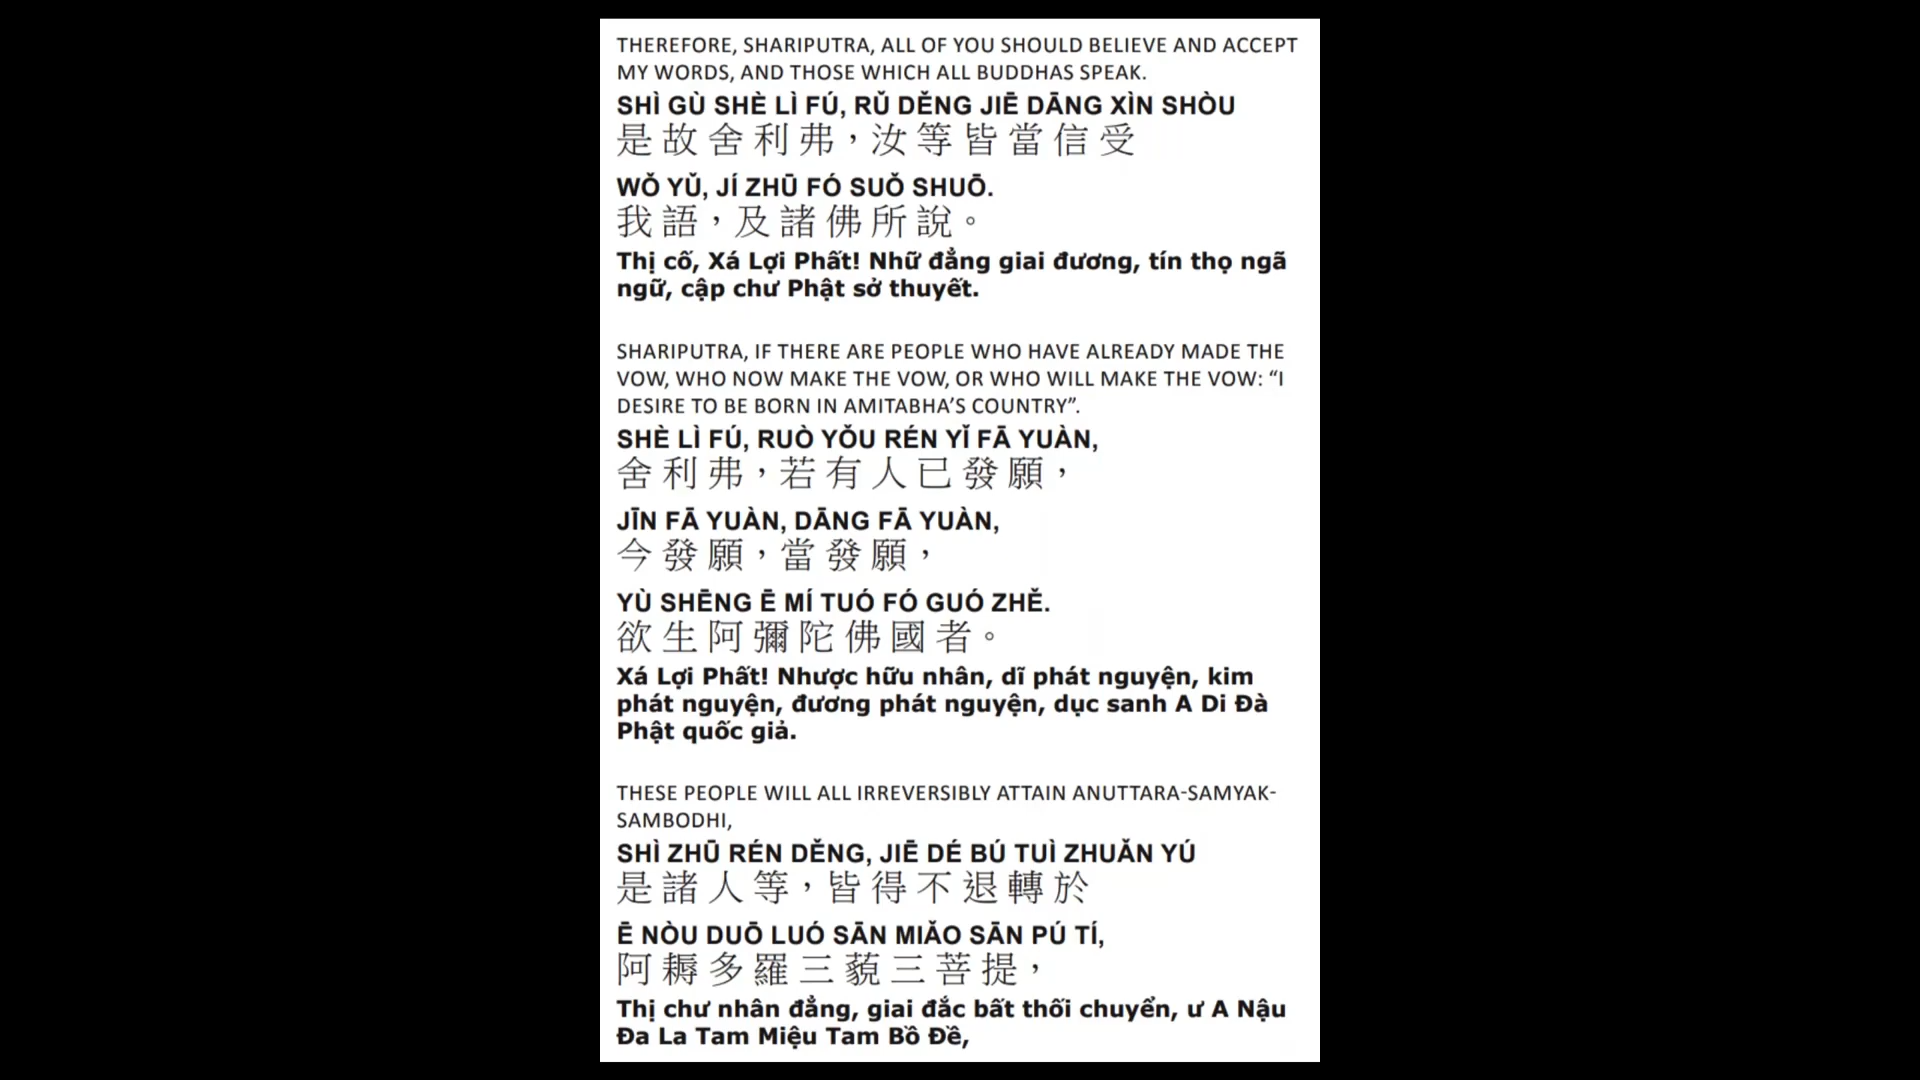 THEREFORE, SHARIPUTRA, ALL OF YOU SHOULD BELIEVE AND ACCEPT
MY WORDS, AND THOSE WHICH ALL BUDDHAS SPEAK.
SHÌ GÙ SHÈ LÌ FÚ, RǓ DĚNG JIĒ DĀNG XÌN SHÒU
是故舍利弗，汝等皆當信受
WǑ YǓ, JÍ ZHŪ FÓ SUǑ SHUŌ.
我語，及諸佛所說。
Thị cố, Xá Lợi Phất! Nhữ đẳng giai đương, tín thọ ngã
ngữ, cập chư Phật sở thuyết.
SHARIPUTRA, IF THERE ARE PEOPLE WHO HAVE ALREADY MADE THE
VOW, WHO NOW MAKE THE VOW, OR WHO WILL MAKE THE VOW: “I
DESIRE TO BE BORN IN AMITABHA’S COUNTRY”.
SHÈ LÌ FÚ, RUÒ YǑU RÉN YǏ FĀ YUÀN,
舍利弗，若有人已發願，
JĪN FĀ YUÀN, DĀNG FĀ YUÀN,
今發願，當發願，
YÙ SHĒNG Ē MÍ TUÓ FÓ GUÓ ZHĚ.
欲生阿彌陀佛國者。
Xá Lợi Phất! Nhược hữu nhân, dĩ phát nguyện, kim
phát nguyện, đương phát nguyện, dục sanh A Di Đà
Phật quốc giả.
THESE PEOPLE WILL ALL IRREVERSIBLY ATTAIN ANUTTARA-SAMYAK-
SAMBODHI,
SHÌ ZHŪ RÉN DĚNG, JIĒ DÉ BÚ TUÌ ZHUǍN YÚ
是諸人等，皆得不退轉於
Ē NÒU DUŌ LUÓ SĀN MIǍO SĀN PÚ TÍ,
阿耨多羅三藐三菩提，
Thị chư nhân đẳng, giai đắc bất thối chuyển, ư A Nậu
Đa La Tam Miệu Tam Bồ Đề,